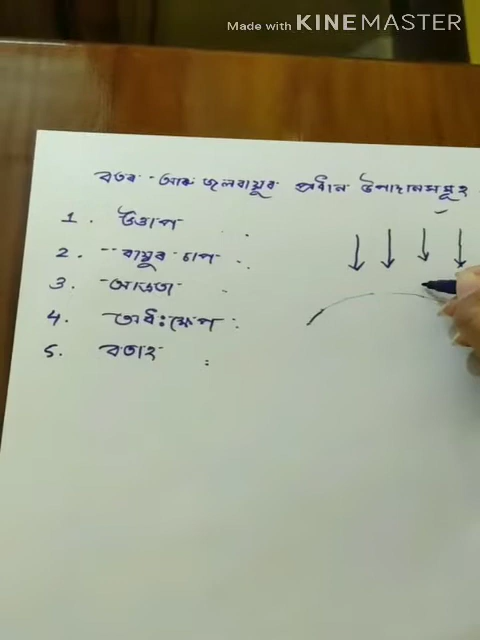 Made with KINEMASTER
বতৰ আৰু জলবায়ুৰ প্ৰধান উপাদানসমূহ
1. উত্তাপ
2. বায়ুৰ চাপ
3. আৰ্দ্ৰতা
4. অধঃক্ষেপ :
5. বতাহ :